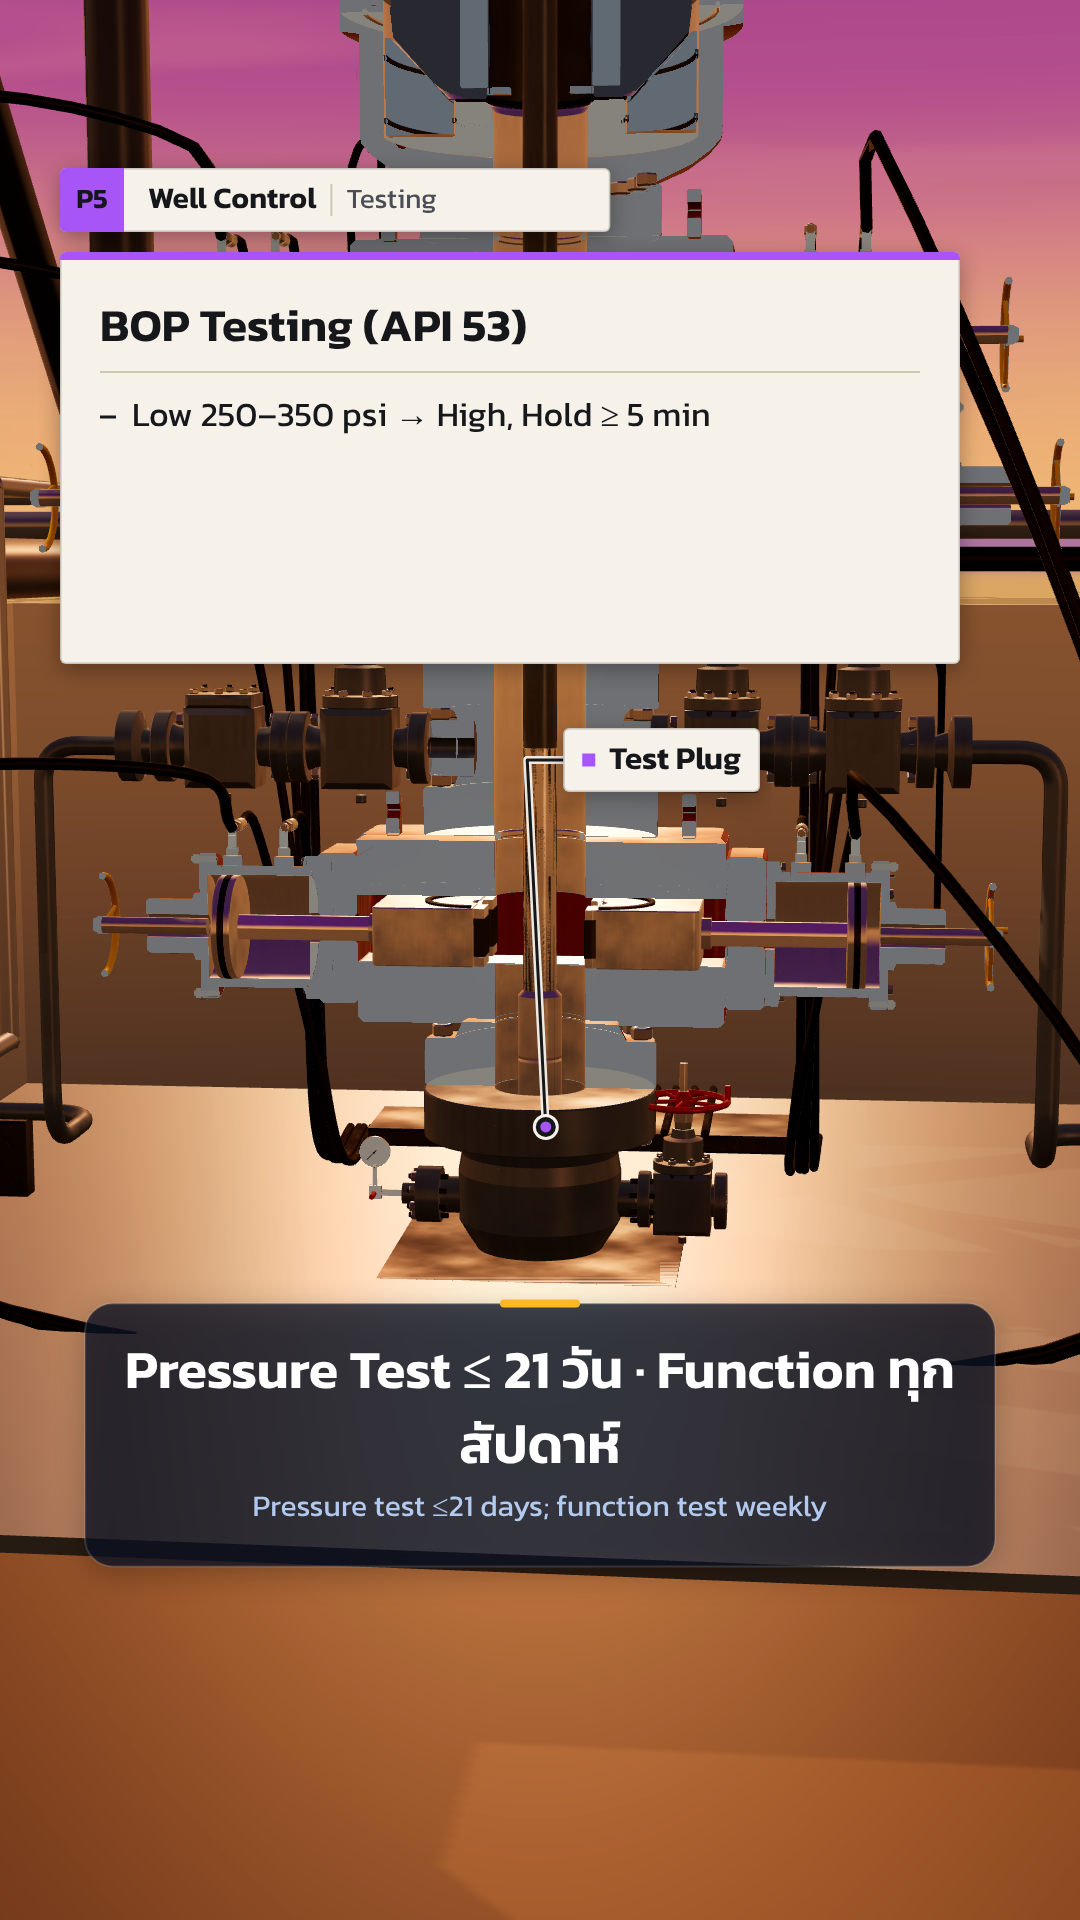 P5 Well Control | Testing
BOP Testing (API 53)
– Low 250–350 psi → High, Hold ≥ 5 min
Test Plug
Pressure Test ≤ 21 วัน · Function ทุก
สัปดาห์
Pressure test ≤21 days; function test weekly